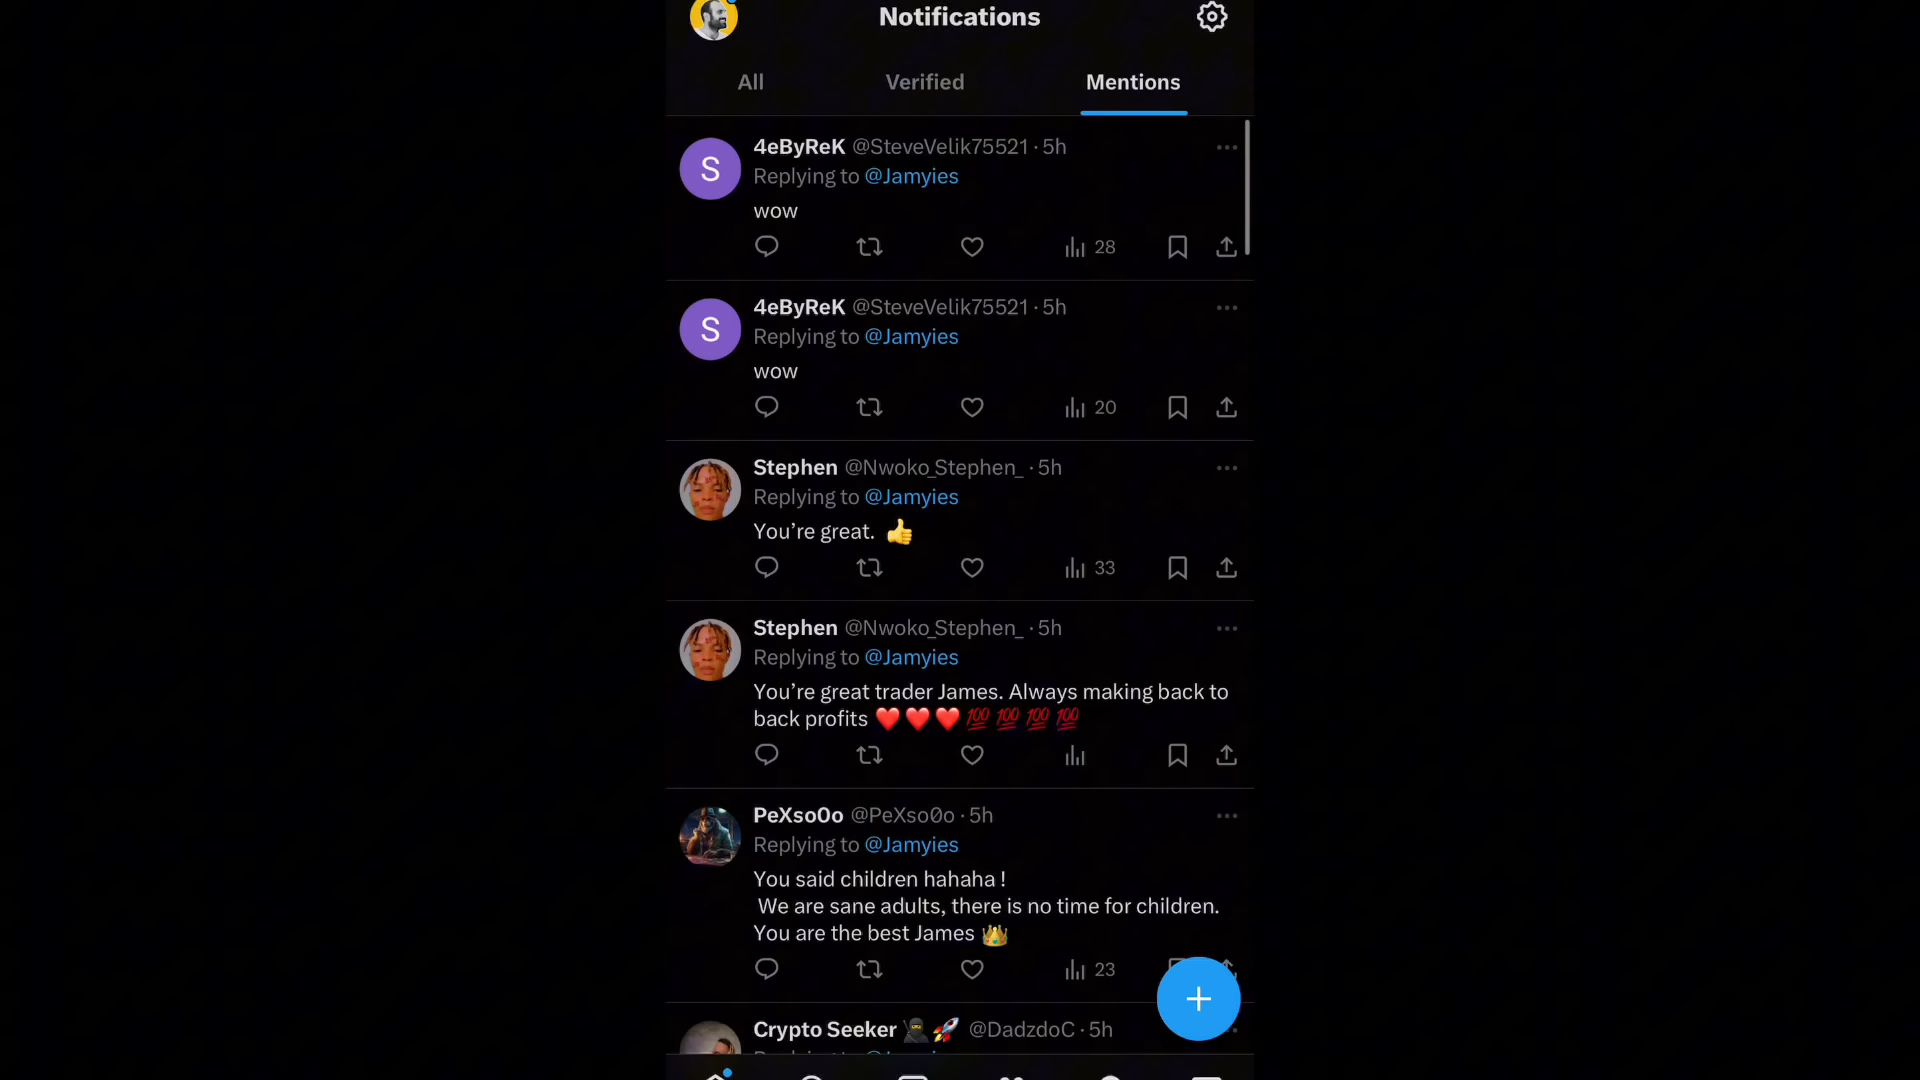 Notifications
All Verified Mentions
4eByReK @SteveVelik75521 · 5h
Replying to @Jamyies
wow
28
4eByReK @SteveVelik75521 · 5h
Replying to @Jamyies
wow
20
Stephen @Nwoko_Stephen_ · 5h
Replying to @Jamyies
You’re great. 👍
33
Stephen @Nwoko_Stephen_ · 5h
Replying to @Jamyies
You’re great trader James. Always making back to
back profits ❤️❤️❤️💯💯💯💯
PeXso0o @PeXso0o · 5h
Replying to @Jamyies
You said children hahaha !
We are sane adults, there is no time for children.
You are the best James 👑
23
Crypto Seeker 🥷🚀 @DadzdoC · 5h